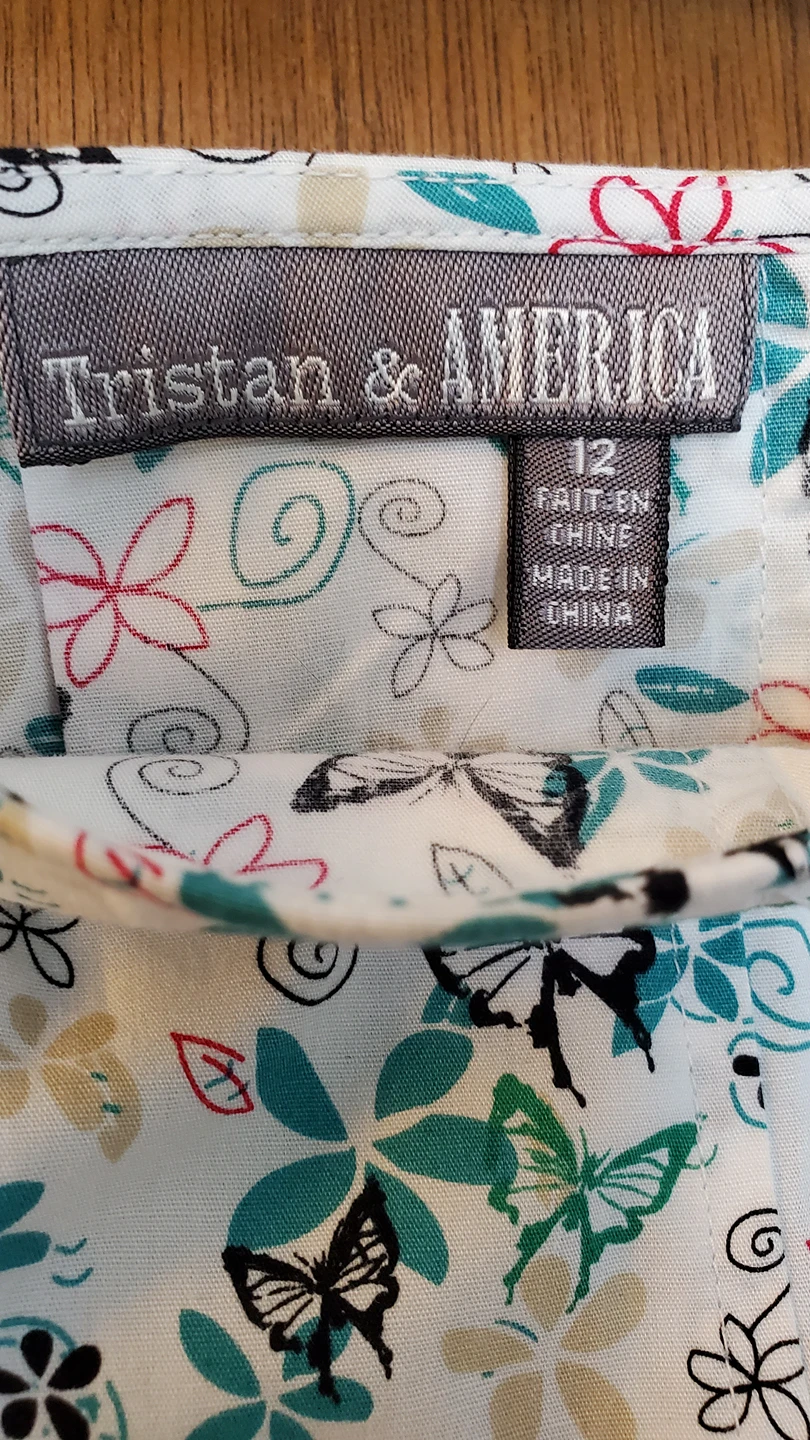 Tristan & AMERICA
12
FAIT EN
CHINE
MADE IN
CHINA